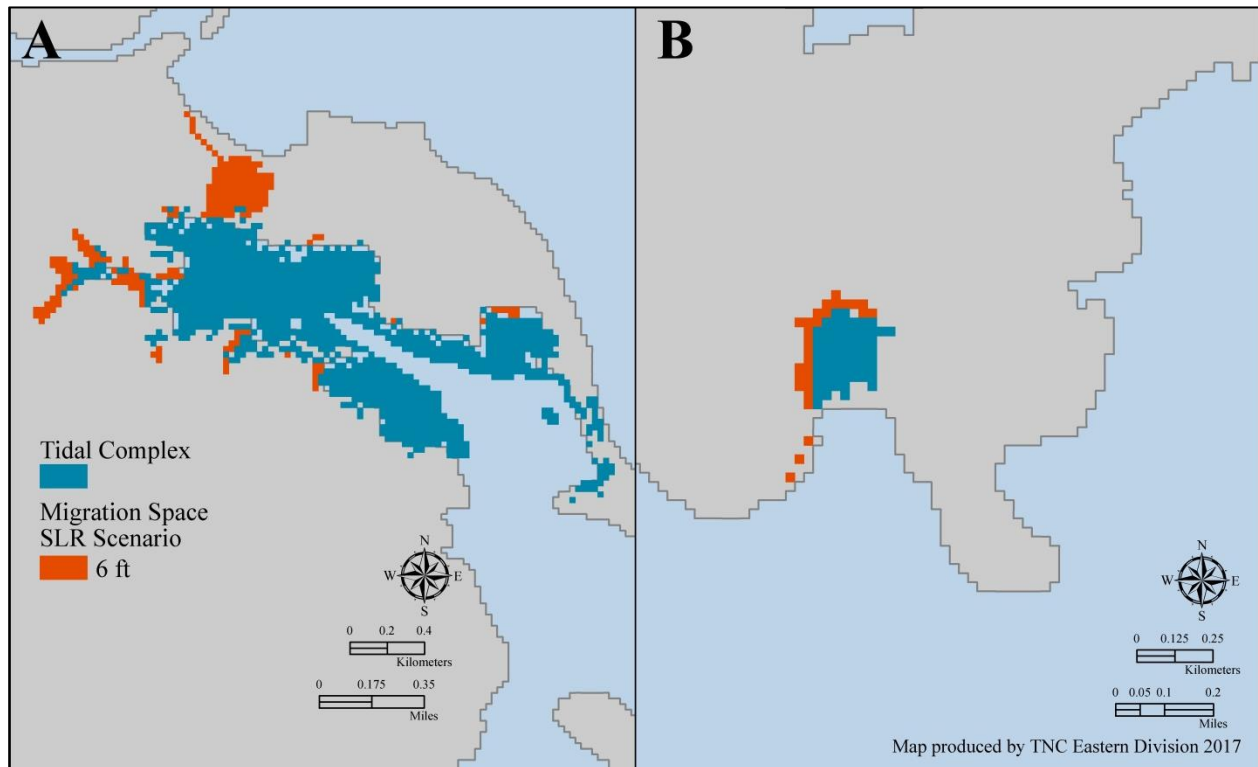 A
Tidal Complex
Migration Space
SLR Scenario
6 ft
N
W E
S
0 0.2 0.4
Kilometers
0 0.175 0.35
Miles
B
N
W E
S
0 0.125 0.25
Kilometers
0 0.05 0.1 0.2
Miles
Map produced by TNC Eastern Division 2017